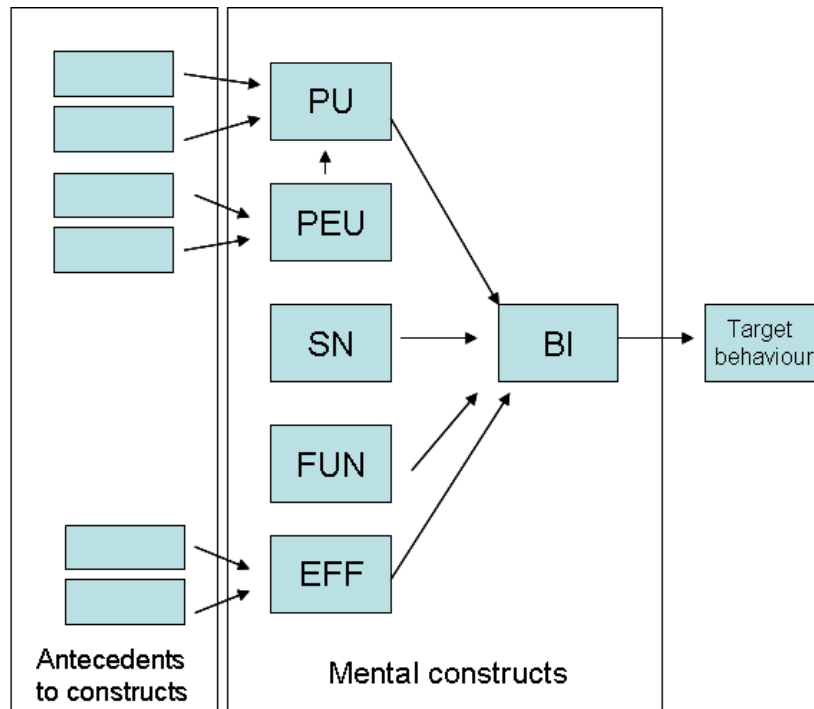 PU
PEU
SN
BI
Target
behaviour
FUN
EFF
Antecedents
to constructs
Mental constructs